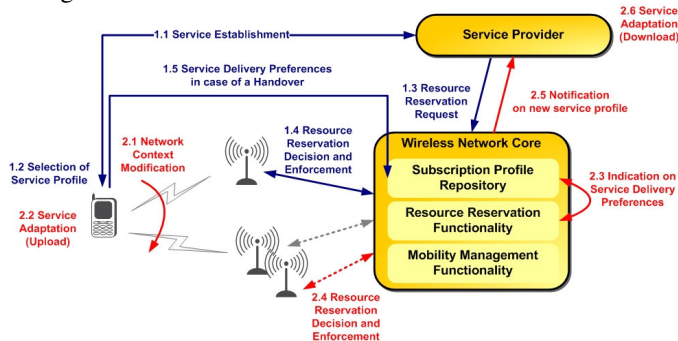 2.6 Service
Adaptation
(Download)
1.1 Service Establishment
Service Provider
1.5 Service Delivery Preferences
in case of a Handover
1.3 Resource
Reservation
Request
2.5 Notification
on new service profile
2.1 Network
Context
Modification
1.4 Resource
Reservation
Decision and
Enforcement
Wireless Network Core
1.2 Selection of
Service Profile
Subscription Profile
Repository
2.3 Indication on
Service Delivery
Preferences
2.2 Service
Adaptation
(Upload)
Resource Reservation
Functionality
Mobility Management
Functionality
2.4 Resource
Reservation
Decision and
Enforcement